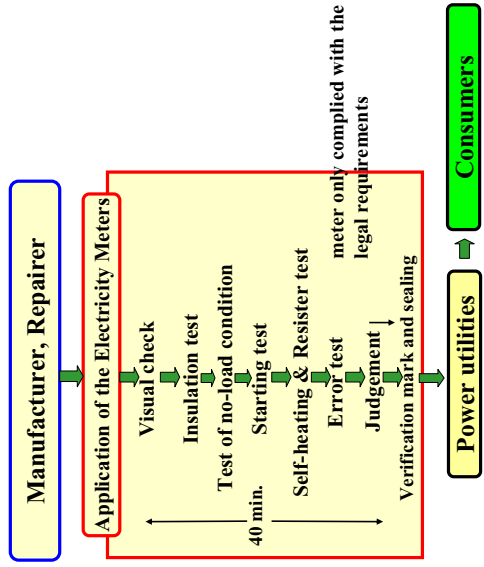 Manufacturer, Repairer
Application of the Electricity Meters
Visual check
Insulation test
Test of no-load condition
Starting test
Self-heating & Resister test
Error test
Judgement
Verification mark and sealing
40 min.
meter only complied with the
legal requirements
Power utilities
Consumers